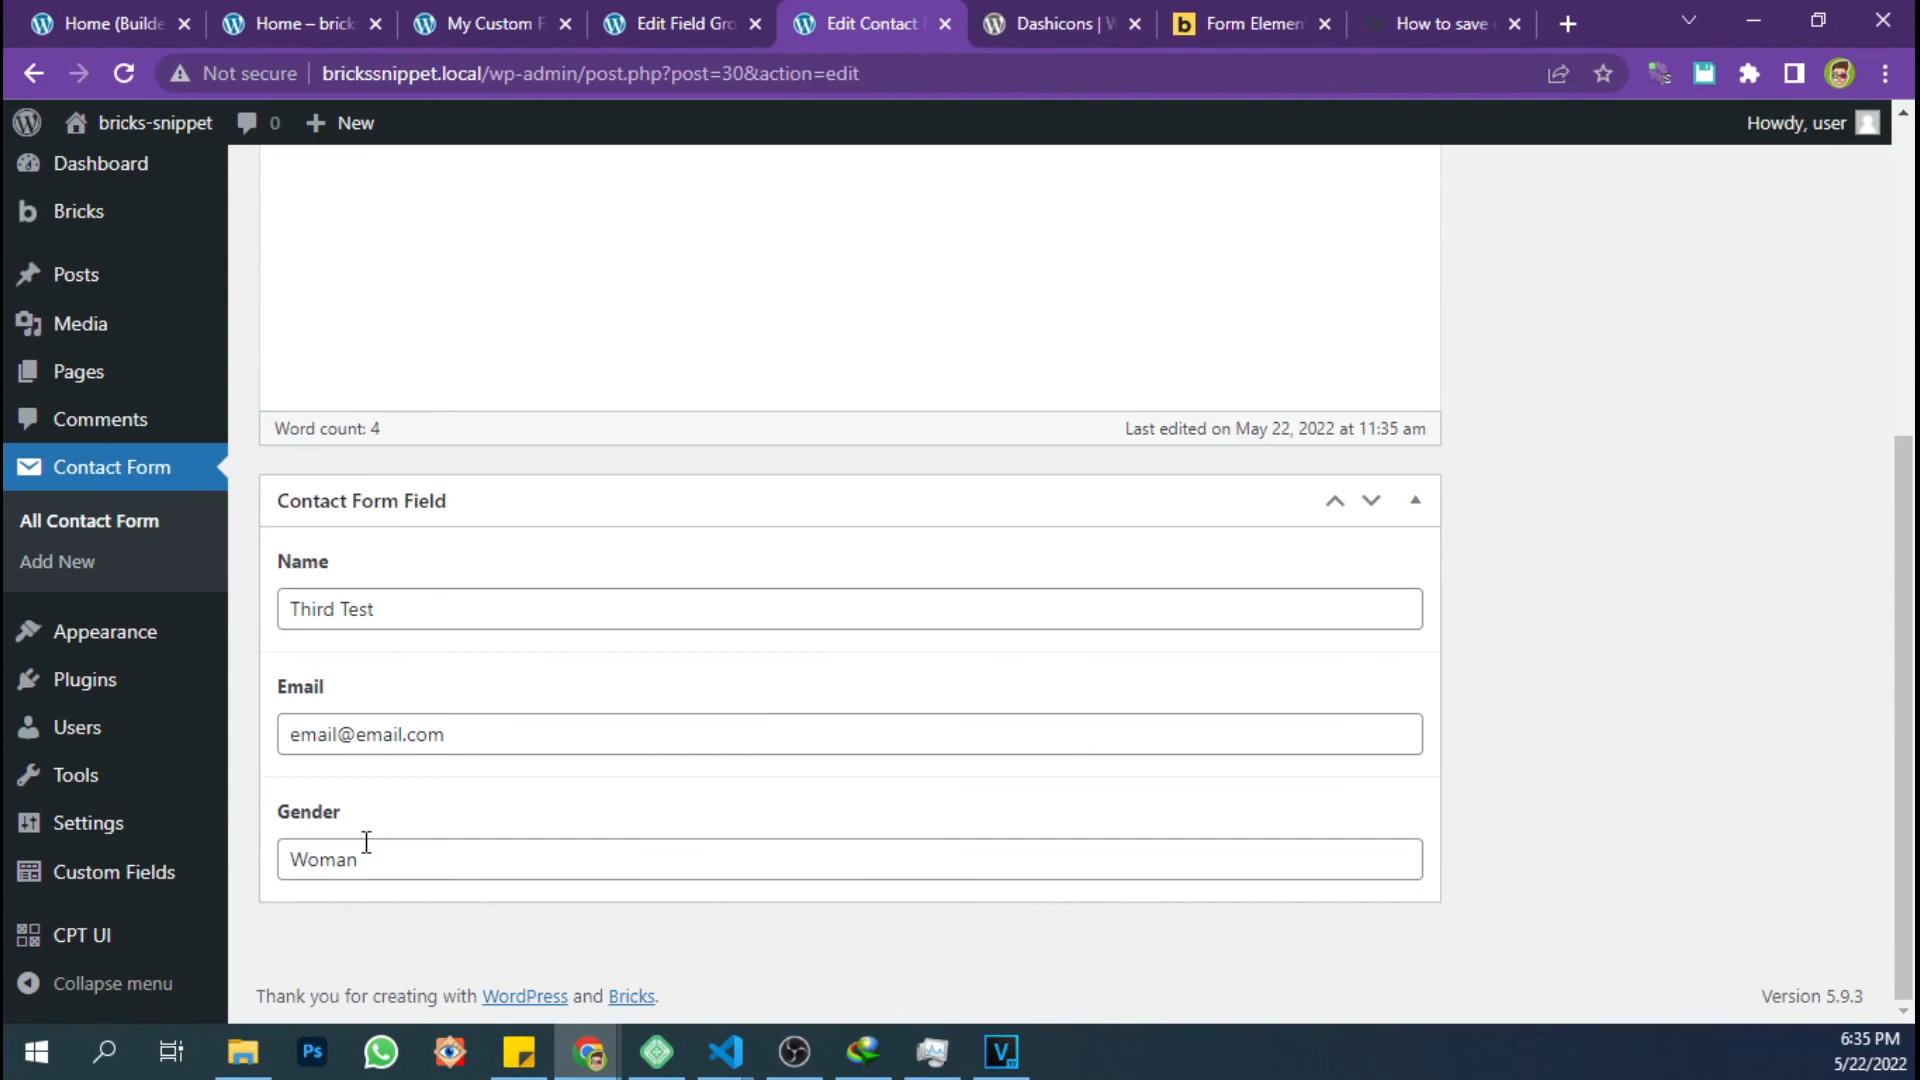 Home (Builde
Home – brick
My Custom F
Edit Field Gro
Edit Contact
Dashicons | W
Form Elemen
How to save
Not secure
brickssnippet.local/wp-admin/post.php?post=30&action=edit
bricks-snippet
0
New
Howdy, user
Dashboard
Bricks
Posts
Media
Pages
Comments
Contact Form
All Contact Form
Add New
Appearance
Plugins
Users
Tools
Settings
Custom Fields
CPT UI
Collapse menu
Word count: 4
Last edited on May 22, 2022 at 11:35 am
Contact Form Field
Name
Third Test
Email
email@email.com
Gender
Woman
Thank you for creating with WordPress and Bricks.
Version 5.9.3
Ps
V
6:35 PM
5/22/2022